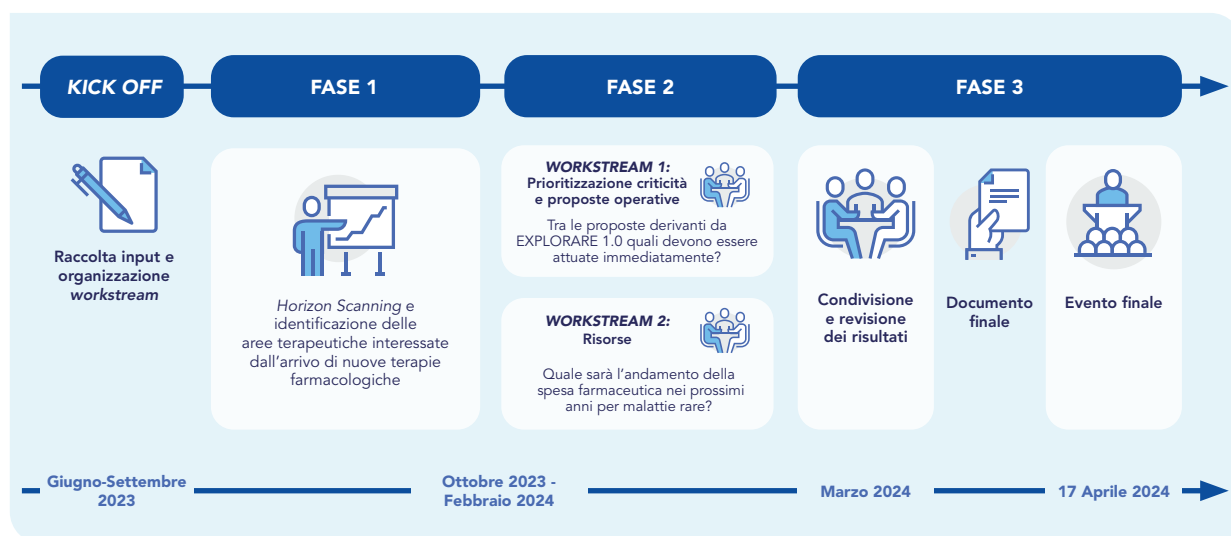 KICK OFF
FASE 1
FASE 2
FASE 3
Raccolta input e
organizzazione
workstream
Horizon Scanning e
identificazione delle
aree terapeutiche interessate
dall'arrivo di nuove terapie
farmacologiche
WORKSTREAM 1:
Prioritizzazione criticità
e proposte operative
Tra le proposte derivanti da
EXPLORARE 1.0 quali devono essere
attuate immediatamente?
WORKSTREAM 2:
Risorse
Quale sarà l'andamento della
spesa farmaceutica nei prossimi
anni per malattie rare?
Condivisione
e revisione
dei risultati
Documento
finale
Evento finale
Giugno-Settembre
2023
Ottobre 2023 -
Febbraio 2024
Marzo 2024
17 Aprile 2024